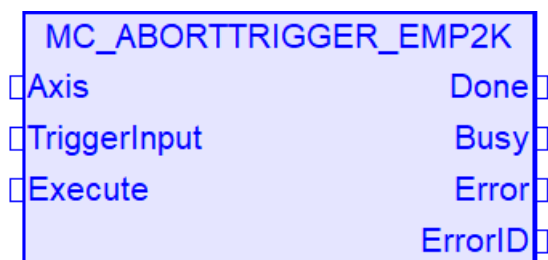 MC_ABORTTRIGGER_EMP2K
Axis Done
TriggerInput Busy
Execute Error
ErrorID